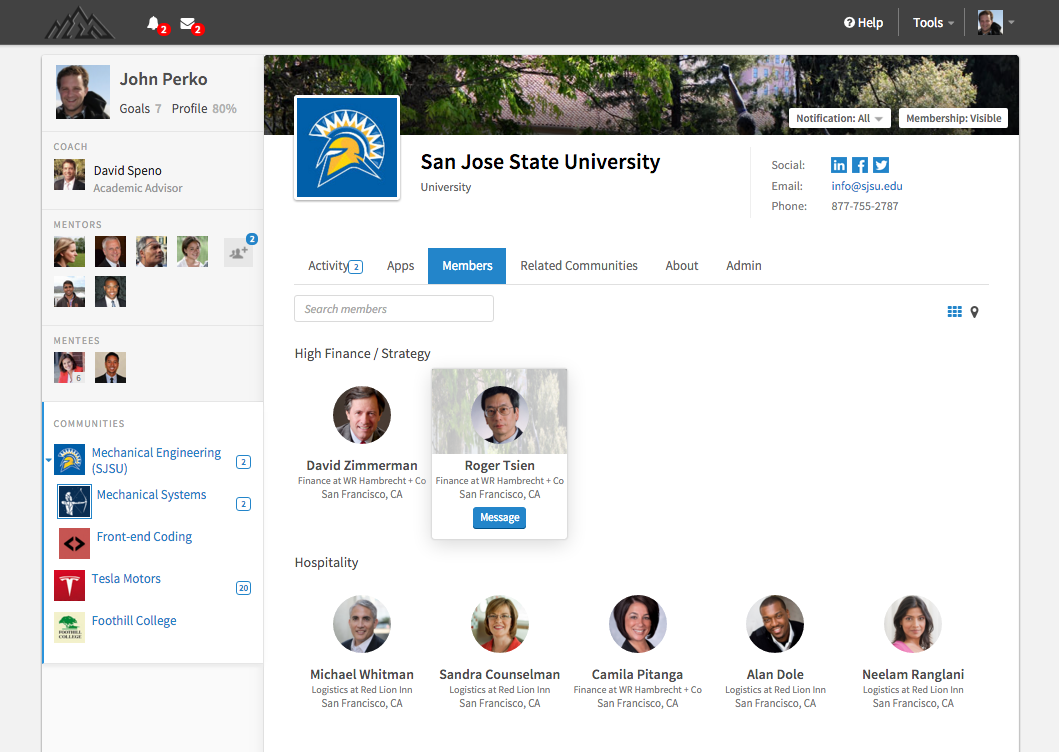 2
2
Help
Tools
John Perko
Goals 7 Profile 80%
COACH
David Speno
Academic Advisor
MENTORS
2
MENTEES
6
COMMUNITIES
Mechanical Engineering
(SJSU)
2
Mechanical Systems
2
Front-end Coding
Tesla Motors
20
Foothill College
FOOTHILL
COLLEGE
Notification: All
Membership: Visible
San Jose State University
University
Social:
Email: info@sjsu.edu
Phone: 877-755-2787
Activity 2 Apps Members Related Communities About Admin
Search members
High Finance / Strategy
David Zimmerman
Finance at WR Hambrecht + Co
San Francisco, CA
Roger Tsien
Finance at WR Hambrecht + Co
San Francisco, CA
Message
Hospitality
Michael Whitman
Logistics at Red Lion Inn
San Francisco, CA
Sandra Counselman
Logistics at Red Lion Inn
San Francisco, CA
Camila Pitanga
Finance at WR Hambrecht + Co
San Francisco, CA
Alan Dole
Logistics at Red Lion Inn
San Francisco, CA
Neelam Ranglani
Logistics at Red Lion Inn
San Francisco, CA